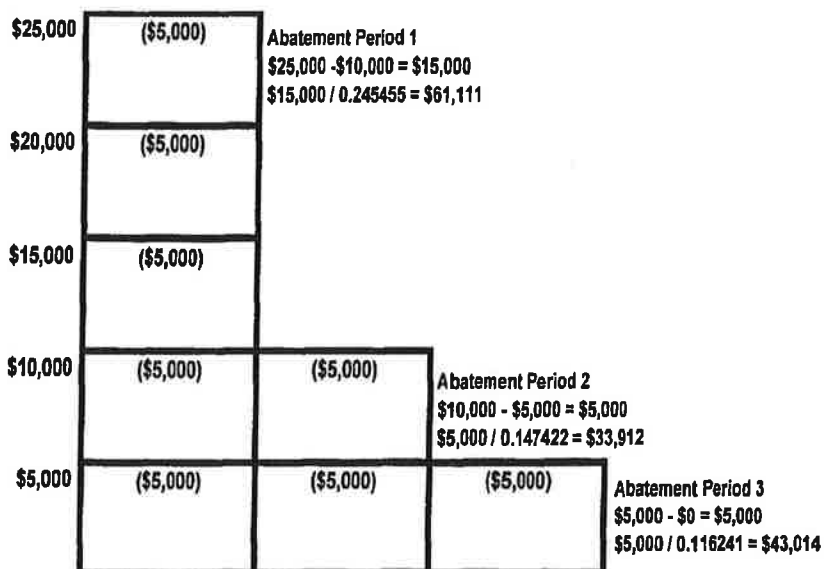 $25,000
($5,000)
Abatement Period 1
$25,000 -$10,000 = $15,000
$15,000 / 0.245455 = $61,111
$20,000
($5,000)
$15,000
($5,000)
$10,000
($5,000)
($5,000)
Abatement Period 2
$10,000 - $5,000 = $5,000
$5,000 / 0.147422 = $33,912
$5,000
($5,000)
($5,000)
($5,000)
Abatement Period 3
$5,000 - $0 = $5,000
$5,000 / 0.116241 = $43,014